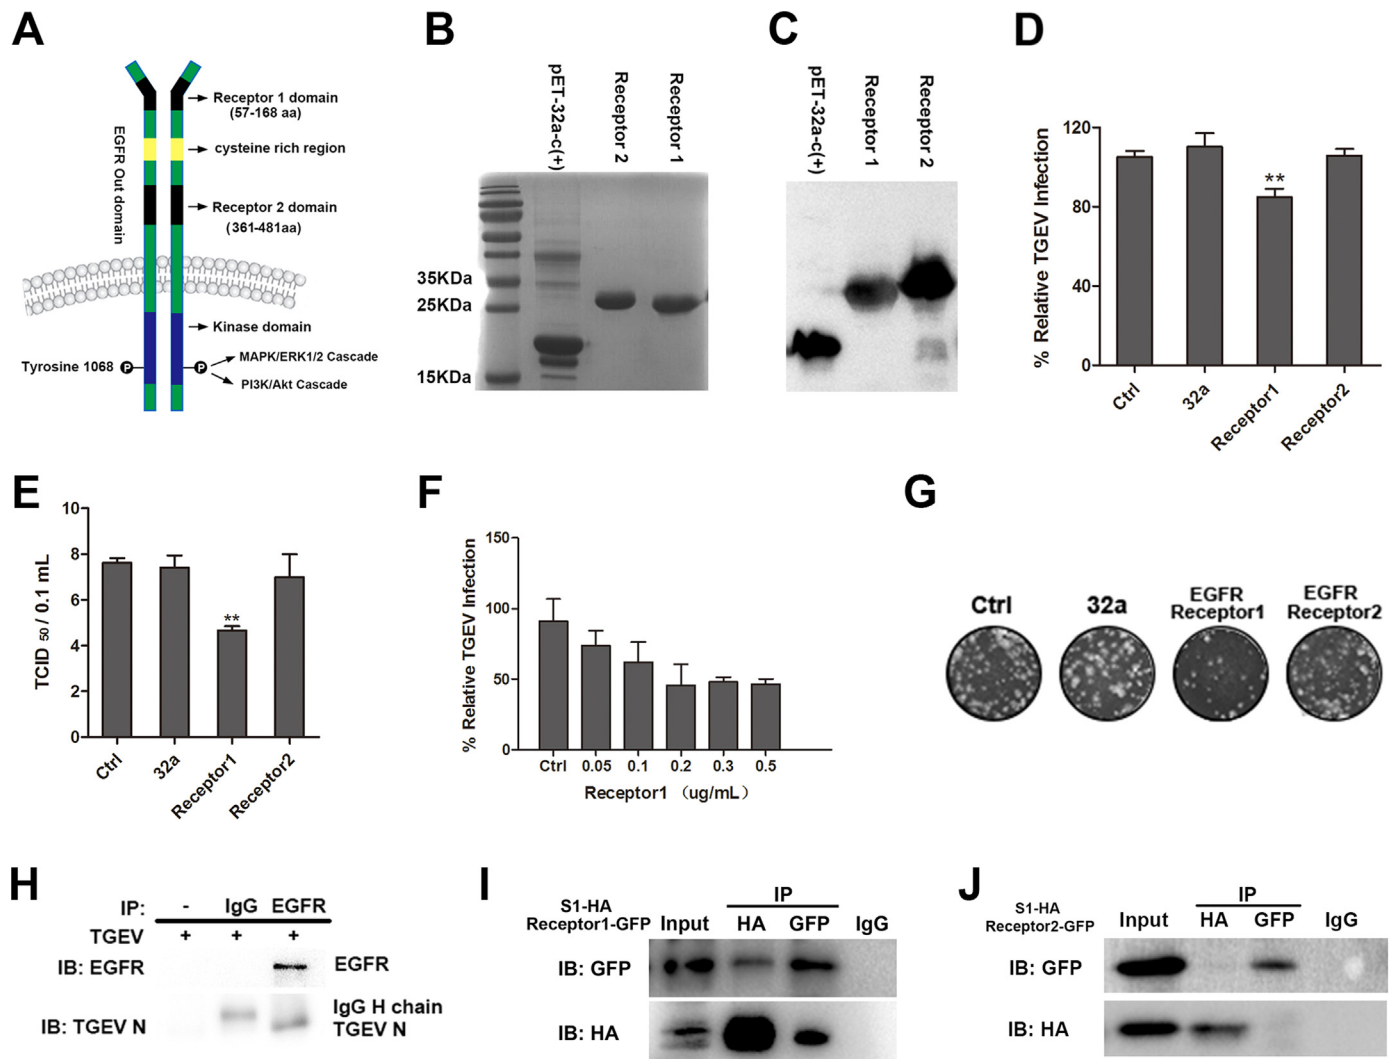 A
Receptor 1 domain
(57-168 aa)
cysteine rich region
EGFR Out domain
Receptor 2 domain
(361-481aa)
Kinase domain
Tyrosine 1068
P
P
MAPK/ERK1/2 Cascade
PI3K/Akt Cascade
B
pET-32a-c(+)
Receptor 2
Receptor 1
35KDa
25KDa
15KDa
C
pET-32a-c(+)
Receptor 1
Receptor 2
D
% Relative TGEV Infection
120
80
40
0
**
Ctrl
32a
Receptor1
Receptor2
E
TCID 50 / 0.1 mL
10
8
6
4
2
0
**
Ctrl
32a
Receptor1
Receptor2
F
% Relative TGEV Infection
150
100
50
0
Ctrl 0.05 0.1 0.2 0.3 0.5
Receptor1 （ug/mL）
G
Ctrl
32a
EGFR
Receptor1
EGFR
Receptor2
H
IP: - IgG EGFR
TGEV + + +
IB: EGFR
EGFR
IB: TGEV N
IgG H chain
TGEV N
I
IP
S1-HA
Receptor1-GFP
Input HA GFP IgG
IB: GFP
IB: HA
J
IP
S1-HA
Receptor2-GFP
Input HA GFP IgG
IB: GFP
IB: HA